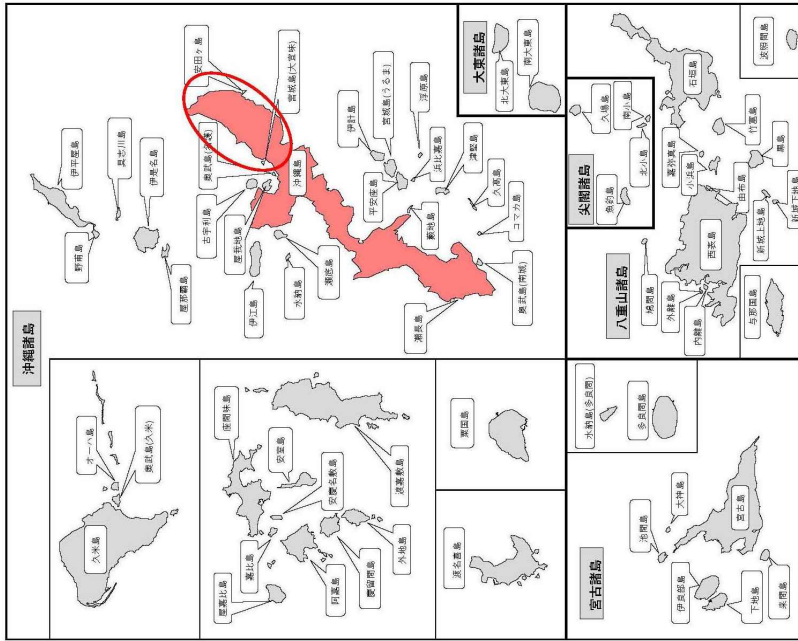 沖縄諸島
伊平屋島
具志川島
伊是名島
野甫島
屋那覇島
安田ヶ島
宮城島(大宜味)
奥武島(名護)
沖縄島
古宇利島
屋我地島
伊江島
水納島
瀬底島
伊計島
宮城島(うるま)
平安座島
浮原島
浜比嘉島
津堅島
藪地島
久高島
コマカ島
奥武島(南城)
瀬長島
オーハ島
奥武島(久米)
久米島
座間味島
安室島
安慶名敷島
嘉比島
屋嘉比島
渡嘉敷島
阿嘉島
慶留間島
外地島
粟国島
渡名喜島
大東諸島
北大東島
南大東島
尖閣諸島
久場島
南小島
北小島
魚釣島
八重山諸島
石垣島
波照間島
竹富島
嘉弥真島
小浜島
黒島
由布島
新城上地島
新城下地島
西表島
鳩間島
外離島
内離島
与那国島
宮古諸島
水納島(多良間)
多良間島
大神島
池間島
宮古島
伊良部島
下地島
来間島